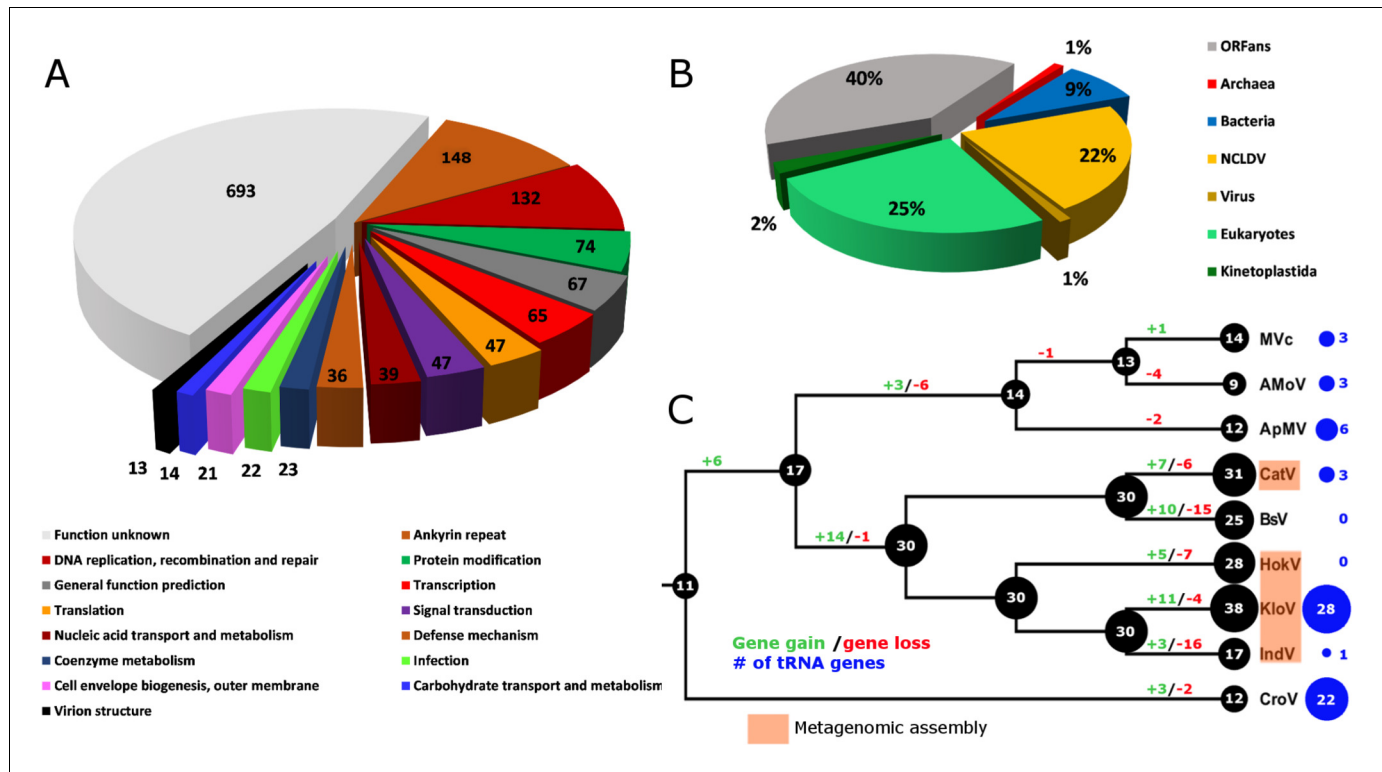 A
693
148
132
74
67
65
47
47
39
36
23
22
21
14
13
Function unknown
Ankyrin repeat
DNA replication, recombination and repair
Protein modification
General function prediction
Transcription
Translation
Signal transduction
Nucleic acid transport and metabolism
Defense mechanism
Coenzyme metabolism
Infection
Cell envelope biogenesis, outer membrane
Carbohydrate transport and metabolism
Virion structure
B
40%
1%
9%
22%
1%
25%
2%
ORFans
Archaea
Bacteria
NCLDV
Virus
Eukaryotes
Kinetoplastida
C
+1
14 MVc 3
-1
13
-4
9 AMoV 3
+3/-6
14
-2
12 ApMV 6
+6
17
+7/-6
31 CatV 3
30
+10/-15
25 BsV 0
+14/-1
30
+5/-7
28 HokV 0
11
30
+11/-4
38 KloV 28
30
+3/-16
17 IndV 1
Gene gain /gene loss
# of tRNA genes
+3/-2
12 CroV 22
Metagenomic assembly